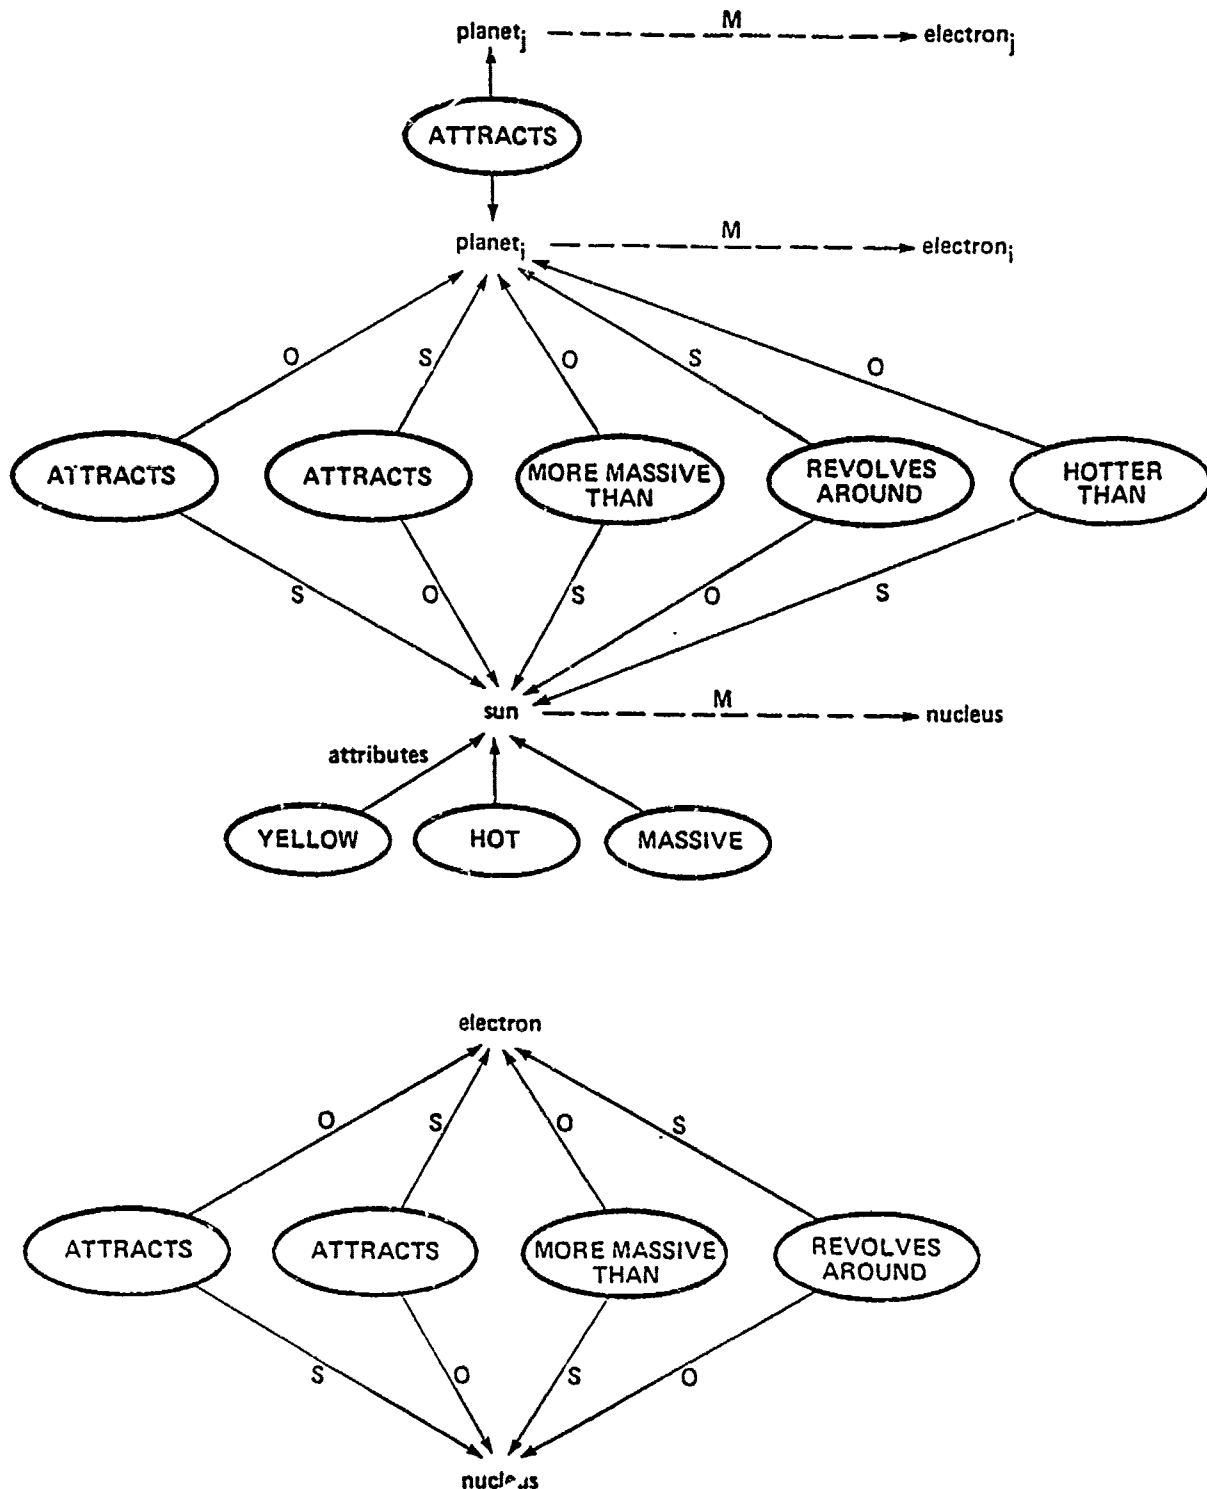 planetj M electronj
ATTRACTS
planeti M electroni
O S O S O
ATTRACTS ATTRACTS MORE MASSIVE THAN REVOLVES AROUND HOTTER THAN
S O S O S
sun M nucleus
attributes
YELLOW HOT MASSIVE
electron
O S O S
ATTRACTS ATTRACTS MORE MASSIVE THAN REVOLVES AROUND
S O S O
nucleus